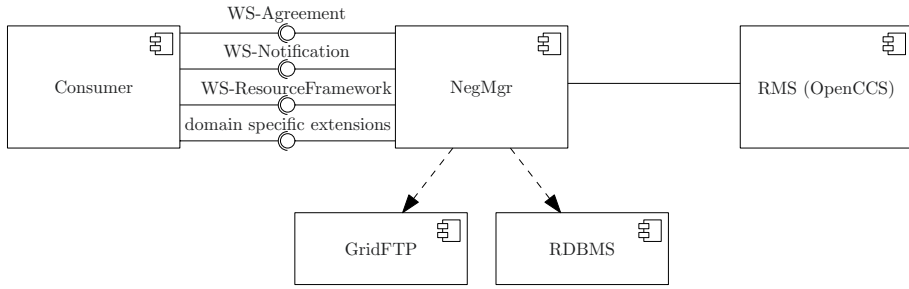 WS-Agreement
WS-Notification
WS-ResourceFramework
domain specific extensions
Consumer
NegMgr
RMS (OpenCCS)
GridFTP
RDBMS